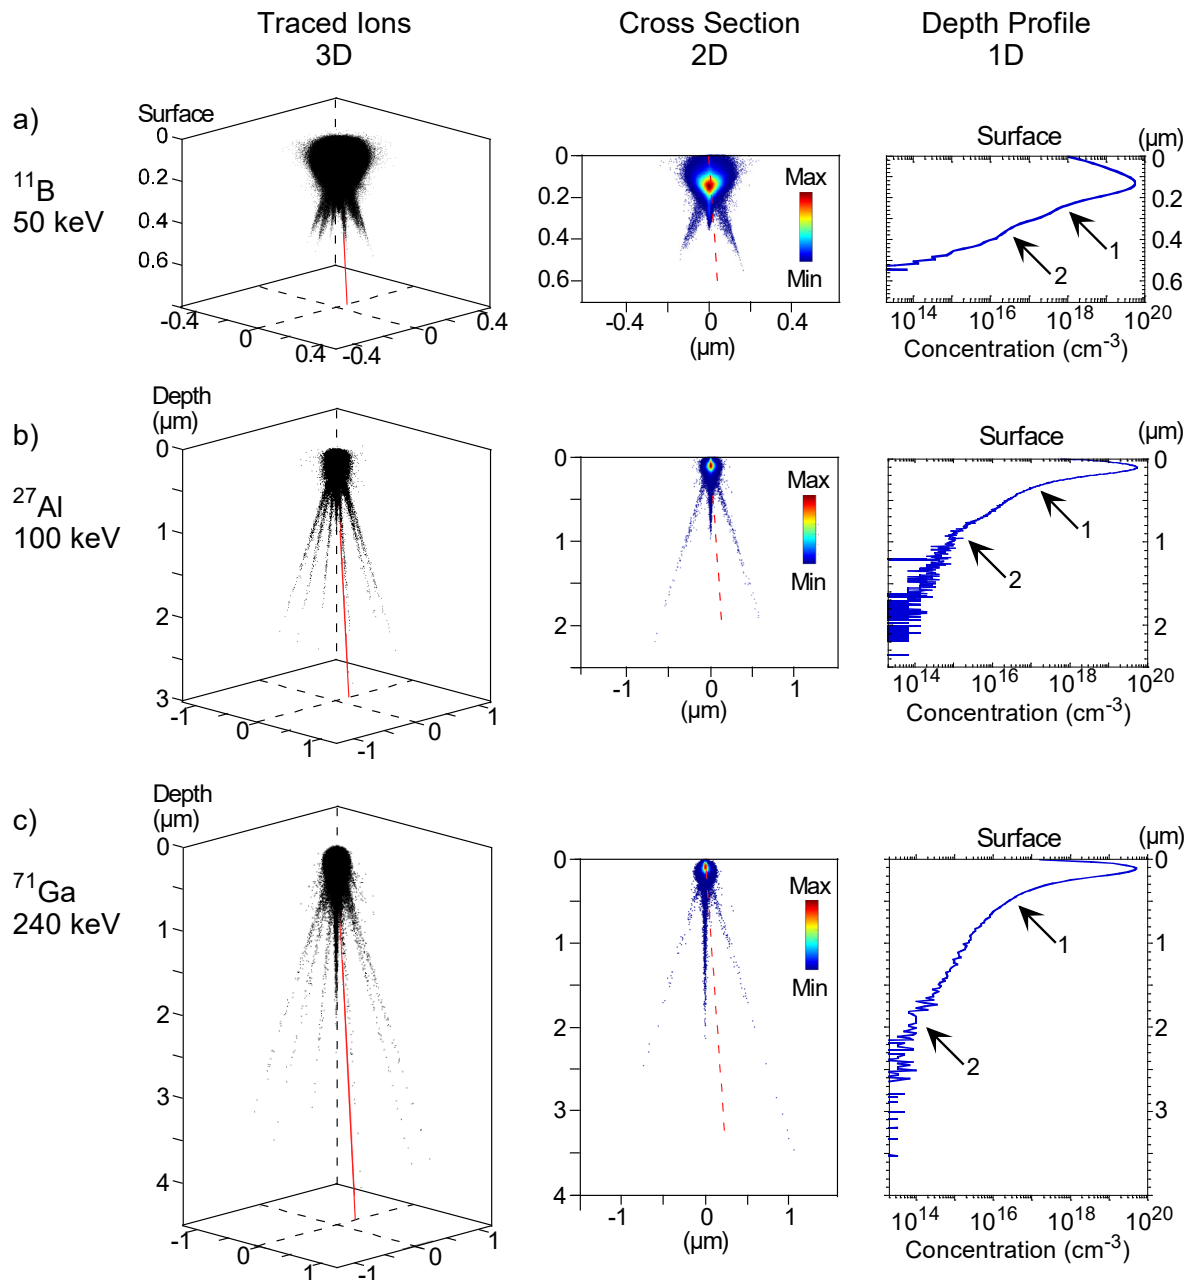 Traced Ions
3D
Cross Section
2D
Depth Profile
1D
a)
11B
50 keV
Surface
0
0.2
0.4
0.6
-0.4
0
0.4
-0.4
0
0.4
0
0.2
0.4
0.6
-0.4
0
0.4
(µm)
Max
Min
Surface
(µm)
0
0.2
0.4
0.6
1
2
10^14
10^16
10^18
10^20
Concentration (cm^-3)
b)
27Al
100 keV
Depth
(µm)
0
1
2
3
-1
0
1
-1
0
1
0
1
2
-1
0
1
(µm)
Max
Min
Surface
(µm)
0
1
2
1
2
10^14
10^16
10^18
10^20
Concentration (cm^-3)
c)
71Ga
240 keV
Depth
(µm)
0
1
2
3
4
-1
0
1
-1
0
1
0
1
2
3
4
-1
0
1
(µm)
Max
Min
Surface
(µm)
0
1
2
3
1
2
10^14
10^16
10^18
10^20
Concentration (cm^-3)